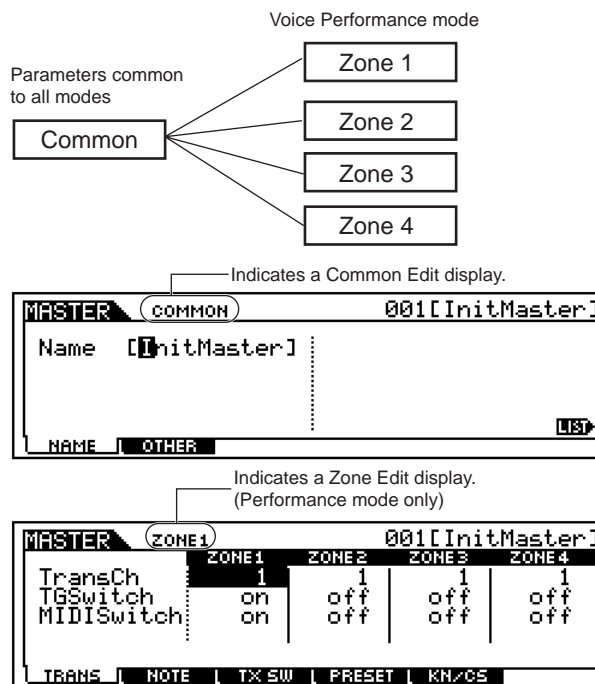 Voice Performance mode
Zone 1
Parameters common
to all modes
Zone 2
Common
Zone 3
Zone 4
Indicates a Common Edit display.
MASTER COMMON 001[InitMaster]
Name [InitMaster]
LIST
NAME OTHER
Indicates a Zone Edit display.
(Performance mode only)
MASTER ZONE1 001[InitMaster]
ZONE1 ZONE2 ZONE3 ZONE4
TransCh 1 1 1 1
TGSwitch on off off off
MIDISwitch on off off off
TRANS NOTE TX SW PRESET KN/CS